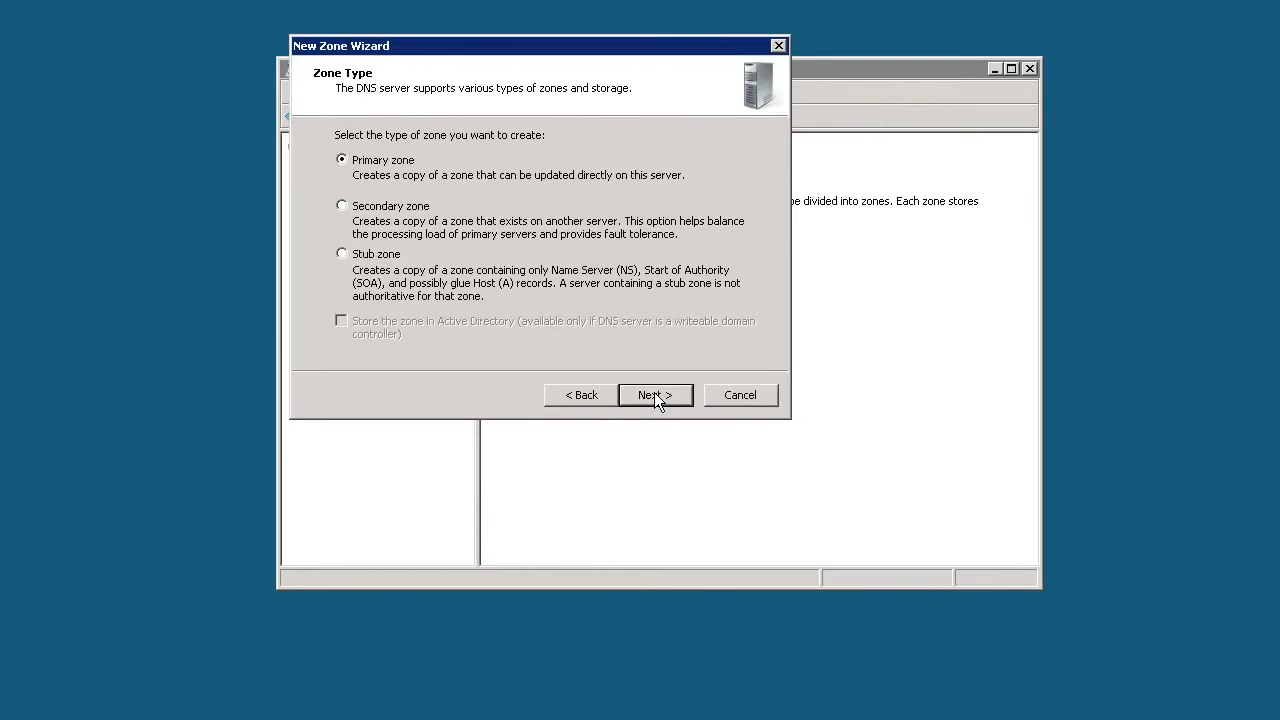 New Zone Wizard
Zone Type
The DNS server supports various types of zones and storage.
Select the type of zone you want to create:
Primary zone
Creates a copy of a zone that can be updated directly on this server.
be divided into zones. Each zone stores
Secondary zone
Creates a copy of a zone that exists on another server. This option helps balance
the processing load of primary servers and provides fault tolerance.
Stub zone
Creates a copy of a zone containing only Name Server (NS), Start of Authority
(SOA), and possibly glue Host (A) records. A server containing a stub zone is not
authoritative for that zone.
Store the zone in Active Directory (available only if DNS server is a writeable domain
controller)
< Back
Next >
Cancel